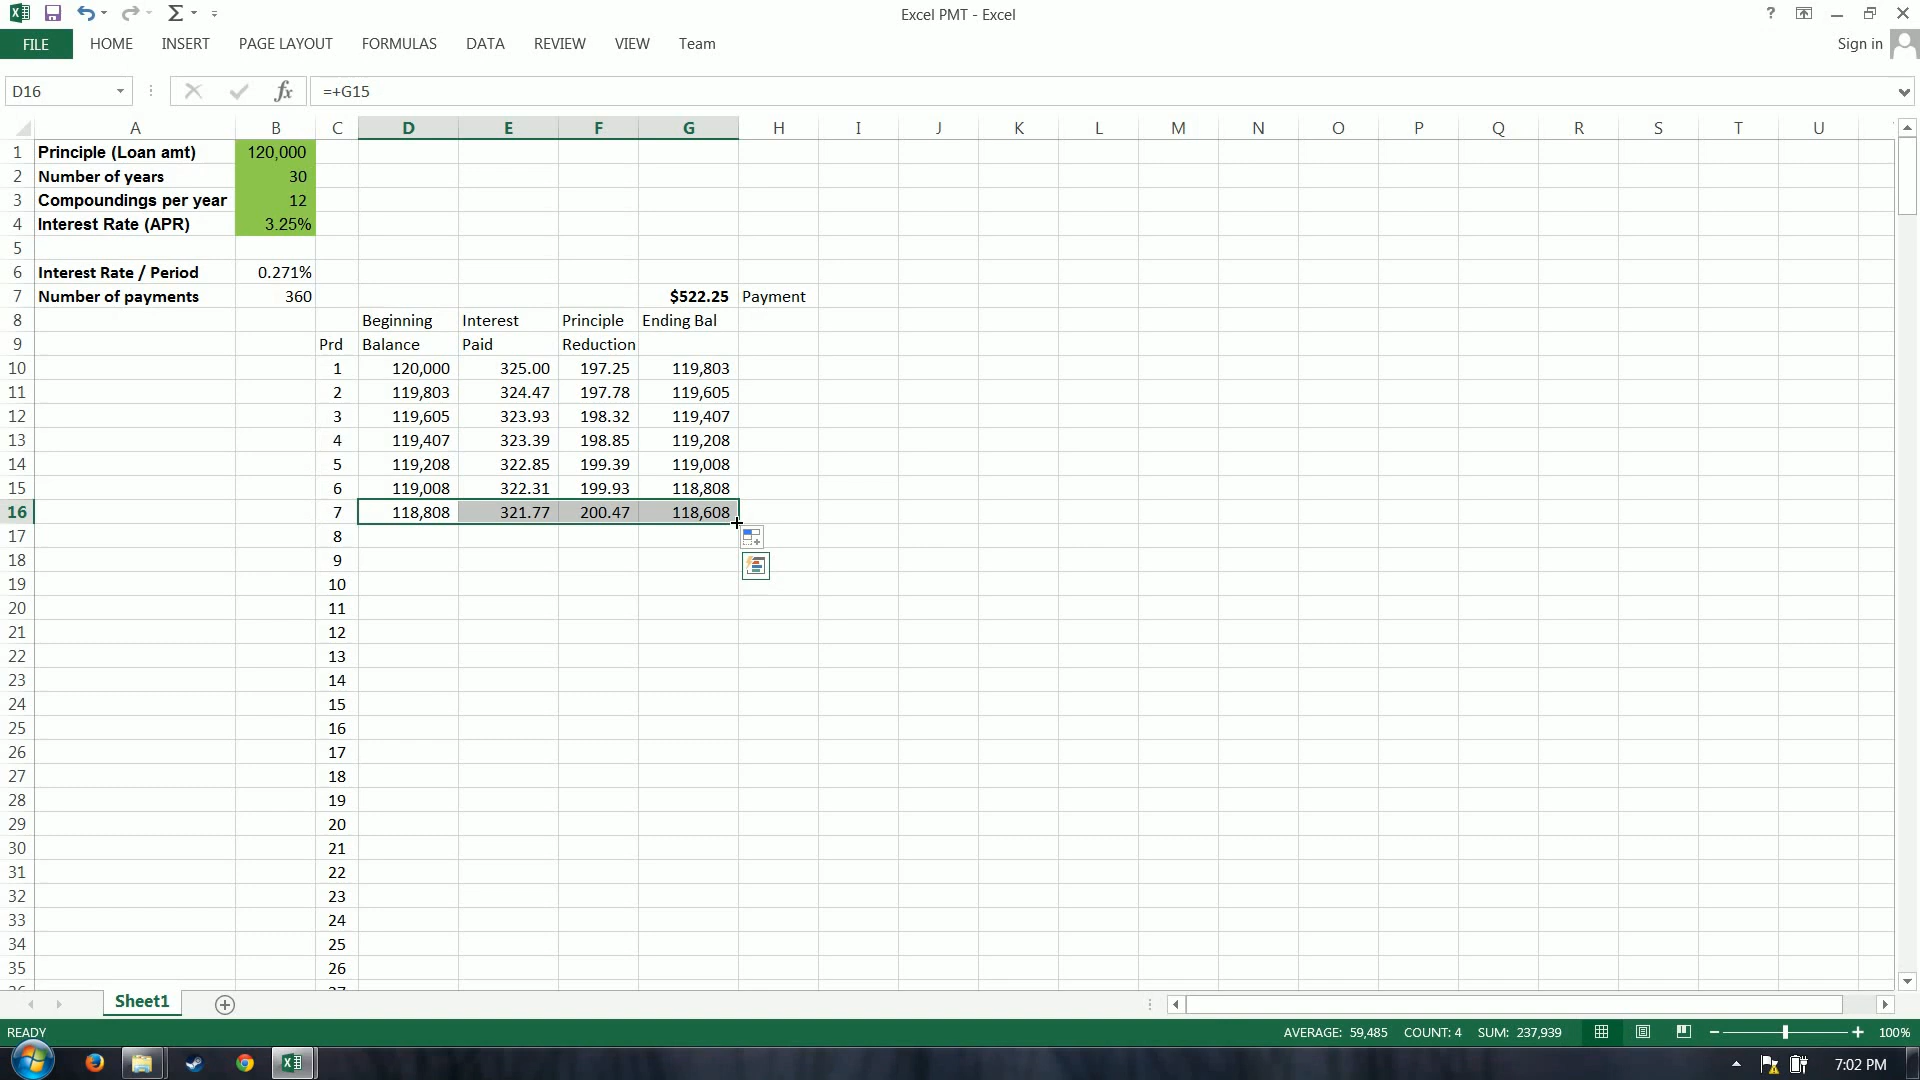 Excel PMT - Excel
?
FILE HOME INSERT PAGE LAYOUT FORMULAS DATA REVIEW VIEW Team Sign in
D16 fx =+G15
A B C D E F G H I J K L M N O P Q R S T U
1 Principle (Loan amt) 120,000
2 Number of years 30
3 Compoundings per year 12
4 Interest Rate (APR) 3.25%
5
6 Interest Rate / Period 0.271%
7 Number of payments 360 $522.25 Payment
8 Beginning Interest Principle Ending Bal
9 Prd Balance Paid Reduction
10 1 120,000 325.00 197.25 119,803
11 2 119,803 324.47 197.78 119,605
12 3 119,605 323.93 198.32 119,407
13 4 119,407 323.39 198.85 119,208
14 5 119,208 322.85 199.39 119,008
15 6 119,008 322.31 199.93 118,808
16 7 118,808 321.77 200.47 118,608
17 8
18 9
19 10
20 11
21 12
22 13
23 14
24 15
25 16
26 17
27 18
28 19
29 20
30 21
31 22
32 23
33 24
34 25
35 26
Sheet1
READY AVERAGE: 59,485 COUNT: 4 SUM: 237,939 100%
7:02 PM